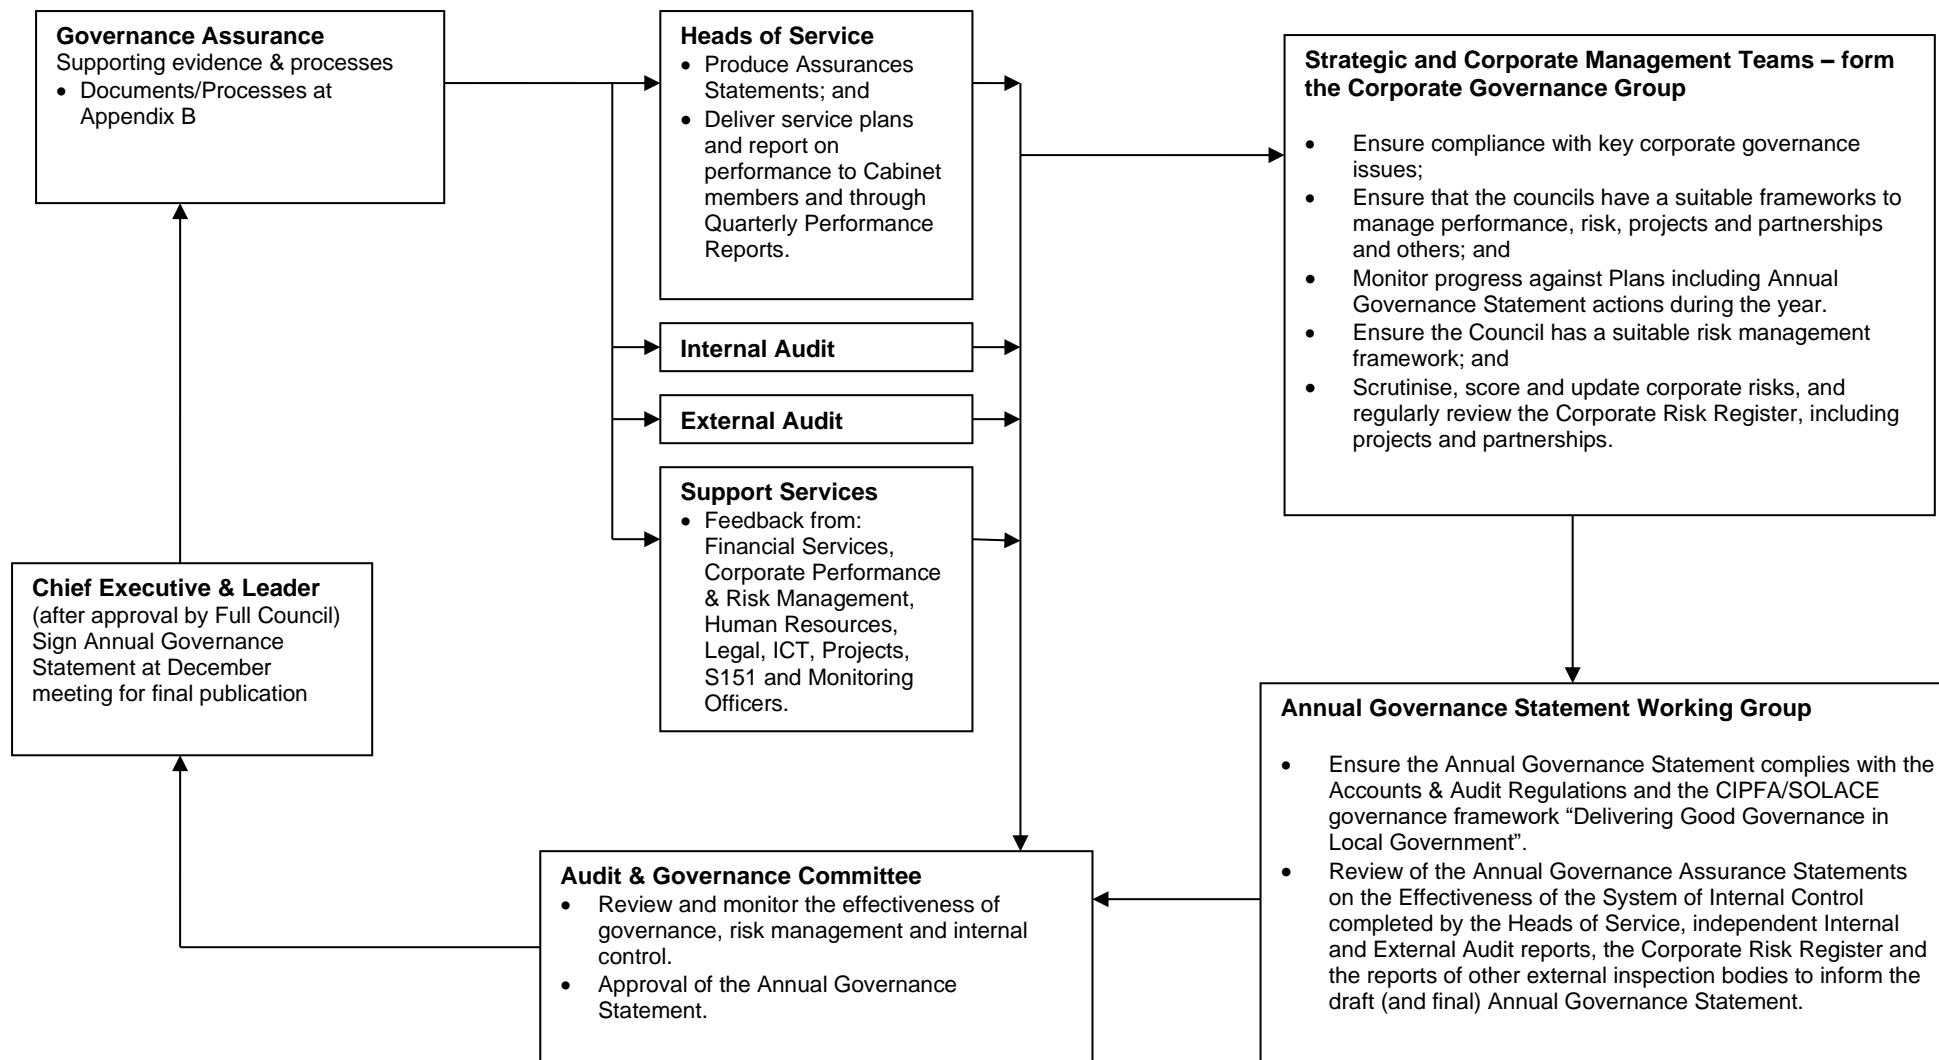 Governance Assurance
Supporting evidence & processes
• Documents/Processes at
Appendix B
Heads of Service
• Produce Assurances
Statements; and
• Deliver service plans
and report on
performance to Cabinet
members and through
Quarterly Performance
Reports.
Internal Audit
External Audit
Support Services
• Feedback from:
Financial Services,
Corporate Performance
& Risk Management,
Human Resources,
Legal, ICT, Projects,
S151 and Monitoring
Officers.
Strategic and Corporate Management Teams – form
the Corporate Governance Group
• Ensure compliance with key corporate governance
issues;
• Ensure that the councils have a suitable frameworks to
manage performance, risk, projects and partnerships
and others; and
• Monitor progress against Plans including Annual
Governance Statement actions during the year.
• Ensure the Council has a suitable risk management
framework; and
• Scrutinise, score and update corporate risks, and
regularly review the Corporate Risk Register, including
projects and partnerships.
Annual Governance Statement Working Group
• Ensure the Annual Governance Statement complies with the
Accounts & Audit Regulations and the CIPFA/SOLACE
governance framework “Delivering Good Governance in
Local Government”.
• Review of the Annual Governance Assurance Statements
on the Effectiveness of the System of Internal Control
completed by the Heads of Service, independent Internal
and External Audit reports, the Corporate Risk Register and
the reports of other external inspection bodies to inform the
draft (and final) Annual Governance Statement.
Audit & Governance Committee
• Review and monitor the effectiveness of
governance, risk management and internal
control.
• Approval of the Annual Governance
Statement.
Chief Executive & Leader
(after approval by Full Council)
Sign Annual Governance
Statement at December
meeting for final publication